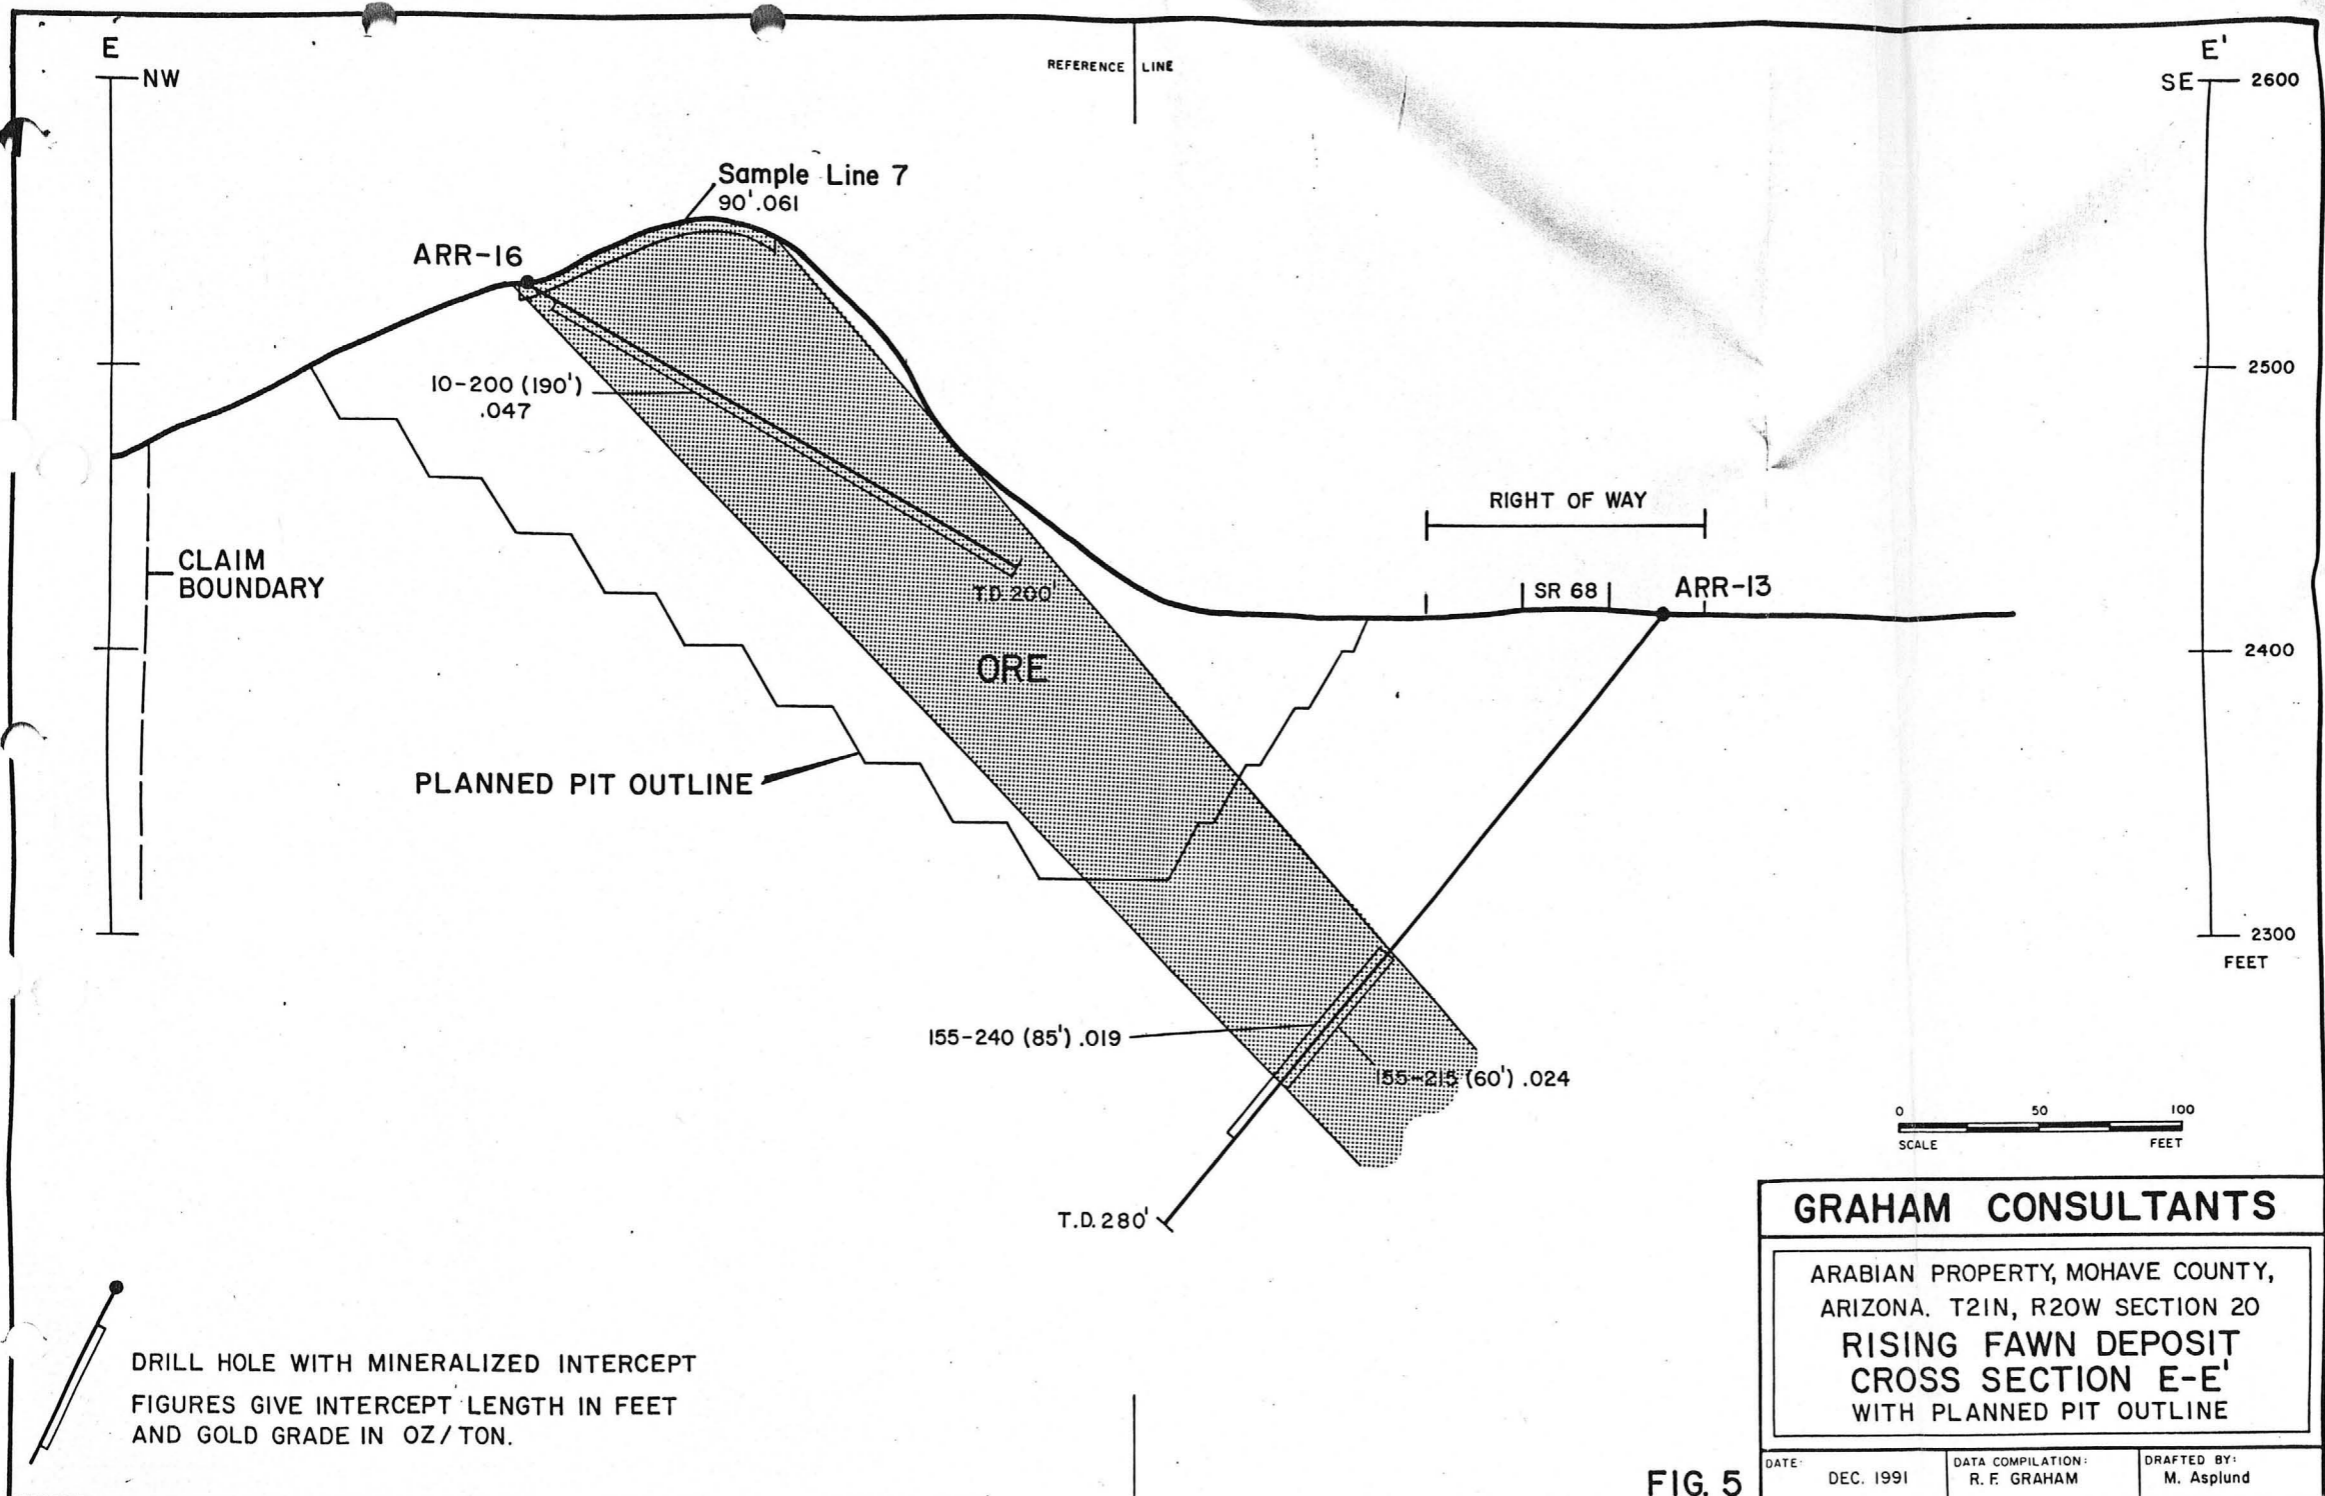 E
NW
REFERENCE LINE
E'
SE
2600
Sample Line 7
90' .061
ARR-16
2500
10-200 (190')
.047
RIGHT OF WAY
CLAIM
BOUNDARY
SR 68
ARR-13
T.D. 200'
2400
ORE
PLANNED PIT OUTLINE
2300
FEET
155-240 (85') .019
155-215 (60') .024
0 50 100
SCALE FEET
T.D. 280'
GRAHAM CONSULTANTS
ARABIAN PROPERTY, MOHAVE COUNTY,
ARIZONA. T21N, R20W SECTION 20
RISING FAWN DEPOSIT
CROSS SECTION E-E'
WITH PLANNED PIT OUTLINE
DRILL HOLE WITH MINERALIZED INTERCEPT
FIGURES GIVE INTERCEPT LENGTH IN FEET
AND GOLD GRADE IN OZ/TON.
FIG. 5
DATE: DEC. 1991
DATA COMPILATION: R. F. GRAHAM
DRAFTED BY: M. Asplund